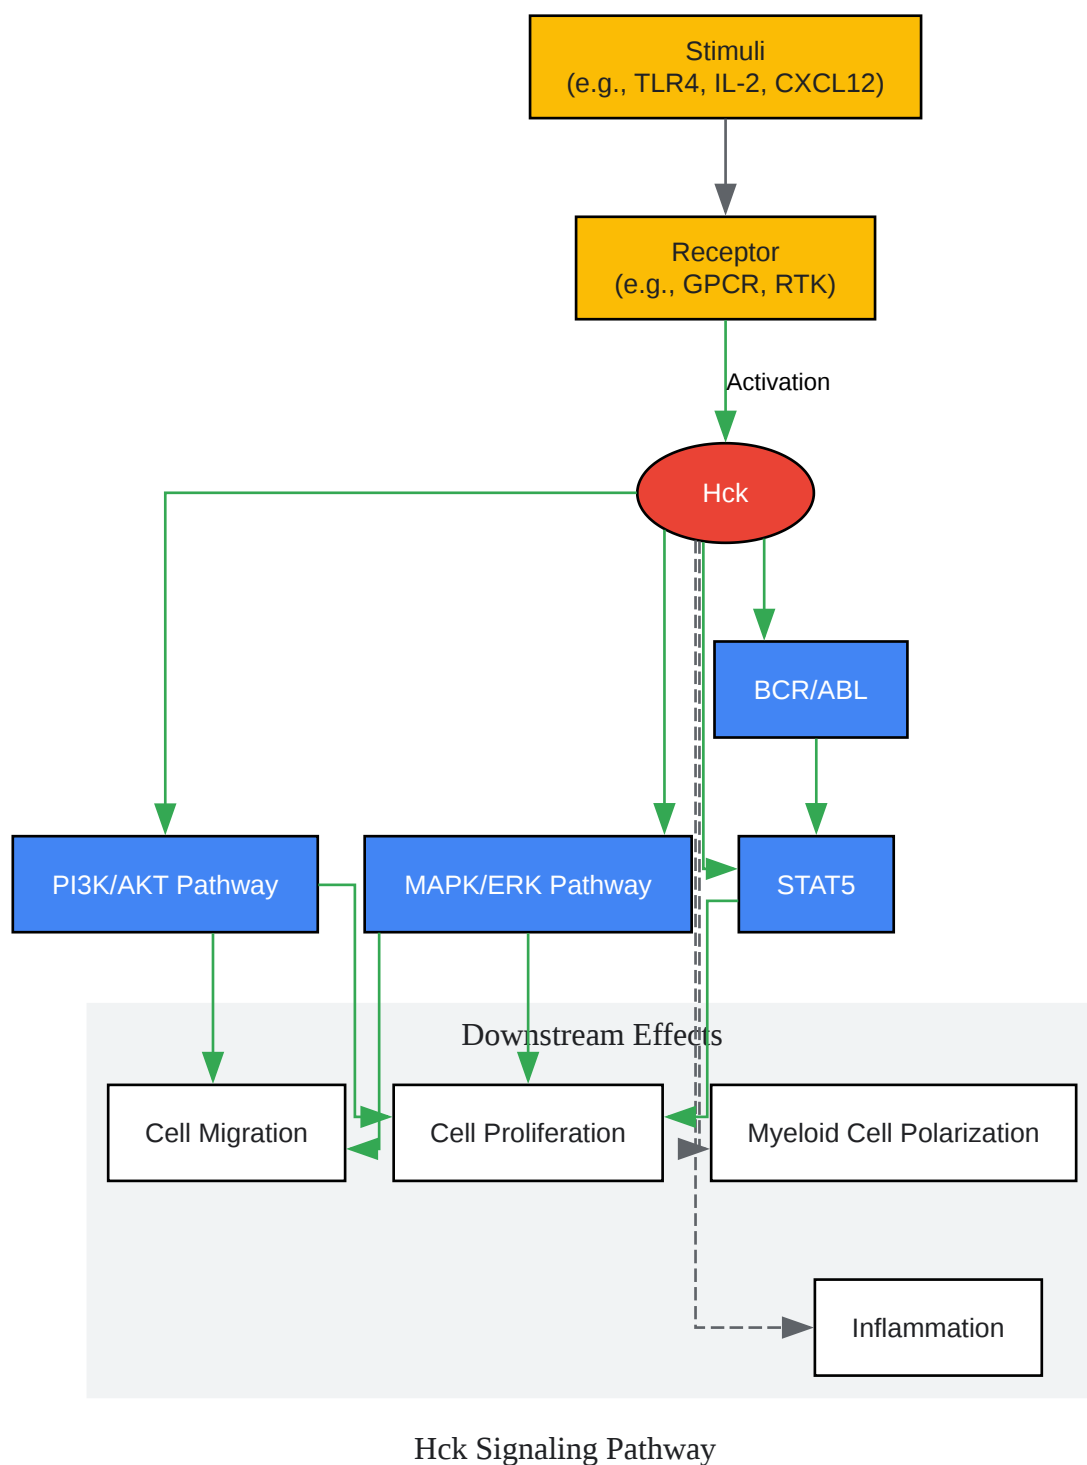 Stimuli
(e.g., TLR4, IL-2, CXCL12)
Receptor
(e.g., GPCR, RTK)
Activation
Hck
BCR/ABL
PI3K/AKT Pathway
MAPK/ERK Pathway
STAT5
Downstream Effects
Cell Migration
Cell Proliferation
Myeloid Cell Polarization
Inflammation
Hck Signaling Pathway